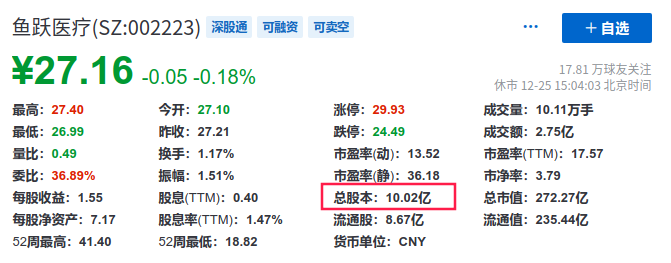 鱼跃医疗(SZ:002223) 深股通 可融资 可卖空 ··· + 自选
¥27.16 -0.05 -0.18% 17.81 万球友关注
休市 12-25 15:04:03 北京时间
最高：27.40 今开：27.10 涨停：29.93 成交量：10.11万手
最低：26.99 昨收：27.21 跌停：24.49 成交额：2.75亿
量比：0.49 换手：1.17% 市盈率(动)：13.52 市盈率(TTM)：17.57
委比：36.89% 振幅：1.51% 市盈率(静)：36.18 市净率：3.79
每股收益：1.55 股息(TTM)：0.40 总股本：10.02亿 总市值：272.27亿
每股净资产：7.17 股息率(TTM)：1.47% 流通股：8.67亿 流通值：235.44亿
52周最高：41.40 52周最低：18.82 货币单位：CNY